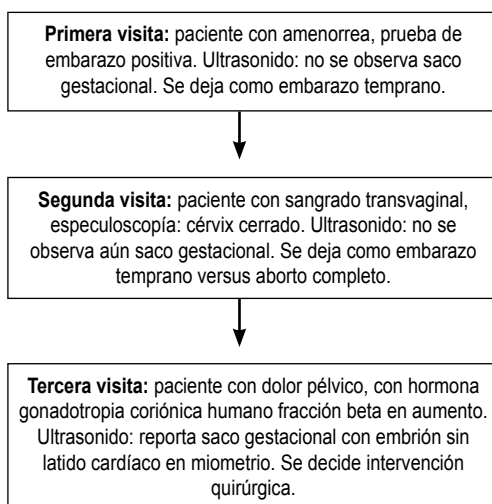 Primera visita: paciente con amenorrea, prueba de
embarazo positiva. Ultrasonido: no se observa saco
gestacional. Se deja como embarazo temprano.
Segunda visita: paciente con sangrado transvaginal,
especuloscopía: cérvix cerrado. Ultrasonido: no se
observa aún saco gestacional. Se deja como embarazo
temprano versus aborto completo.
Tercera visita: paciente con dolor pélvico, con hormona
gonadotropia coriónica humano fracción beta en aumento.
Ultrasonido: reporta saco gestacional con embrión sin
latido cardíaco en miometrio. Se decide intervención
quirúrgica.